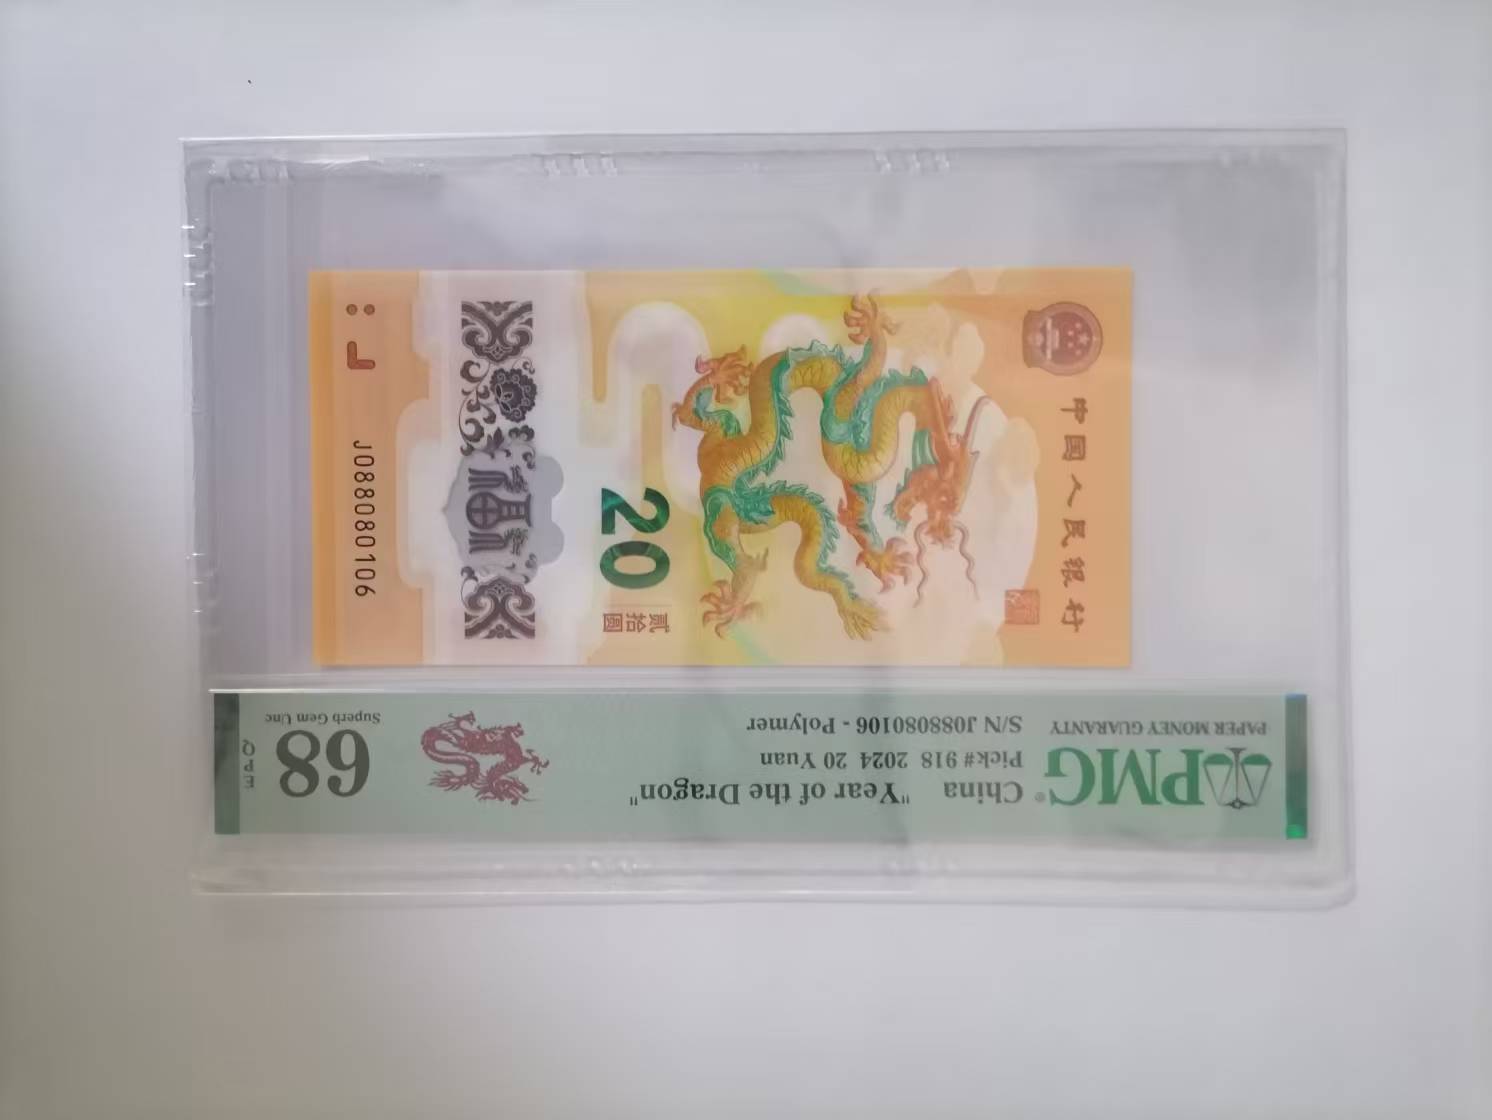 PMG®
PAPER MONEY GUARANTY
China "Year of the Dragon"
Pick# 918 2024 20 Yuan
S/N J088080106 - Polymer
68
Superb Gem Unc
EPQ
中国人民银行
20
贰拾圆
J088080106